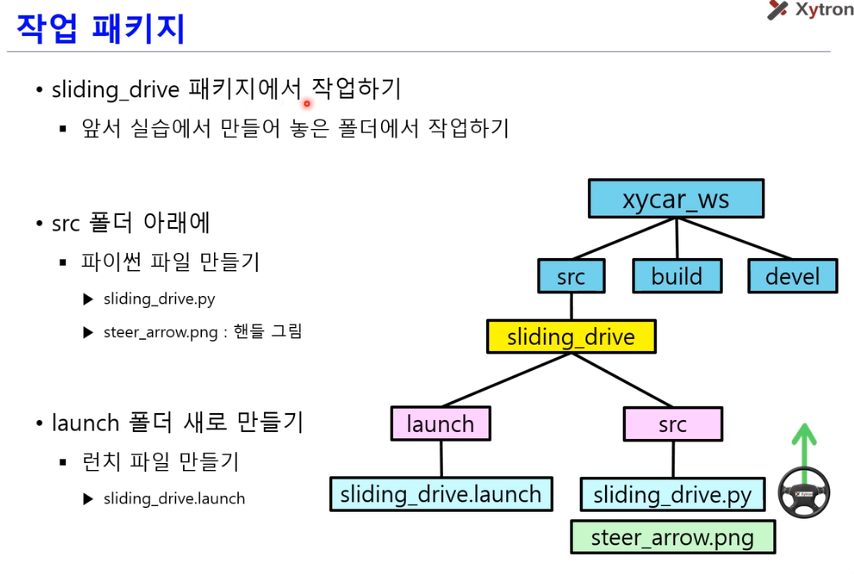 작업 패키지
Xytron
• sliding_drive 패키지에서 작업하기
▪ 앞서 실습에서 만들어 놓은 폴더에서 작업하기
• src 폴더 아래에
▪ 파이썬 파일 만들기
▶ sliding_drive.py
▶ steer_arrow.png : 핸들 그림
• launch 폴더 새로 만들기
▪ 런치 파일 만들기
▶ sliding_drive.launch
xycar_ws
src
build
devel
sliding_drive
launch
src
sliding_drive.launch
sliding_drive.py
steer_arrow.png
Xytron